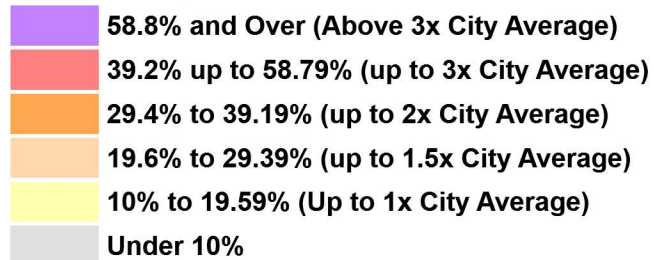 58.8% and Over (Above 3x City Average)
39.2% up to 58.79% (up to 3x City Average)
29.4% to 39.19% (up to 2x City Average)
19.6% to 29.39% (up to 1.5x City Average)
10% to 19.59% (Up to 1x City Average)
Under 10%